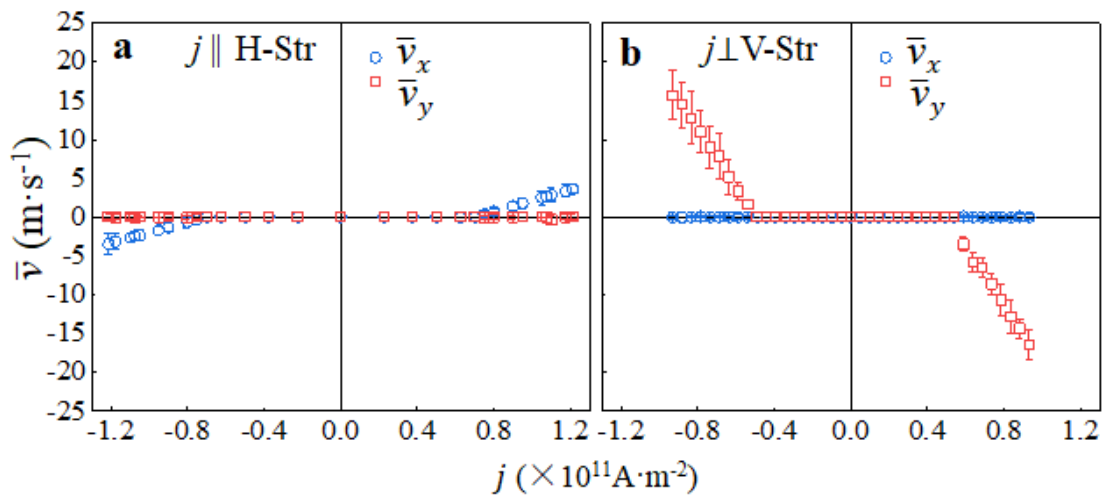 a j ∥ H-Str
v̄ₓ
v̄ᵧ
b j⊥V-Str
v̄ₓ
v̄ᵧ
25
20
15
10
5
0
-5
-10
-15
-20
-25
v̄ (m·s⁻¹)
-1.2 -0.8 -0.4 0.0 0.4 0.8 1.2
-1.2 -0.8 -0.4 0.0 0.4 0.8 1.2
j (×10¹¹A·m⁻²)